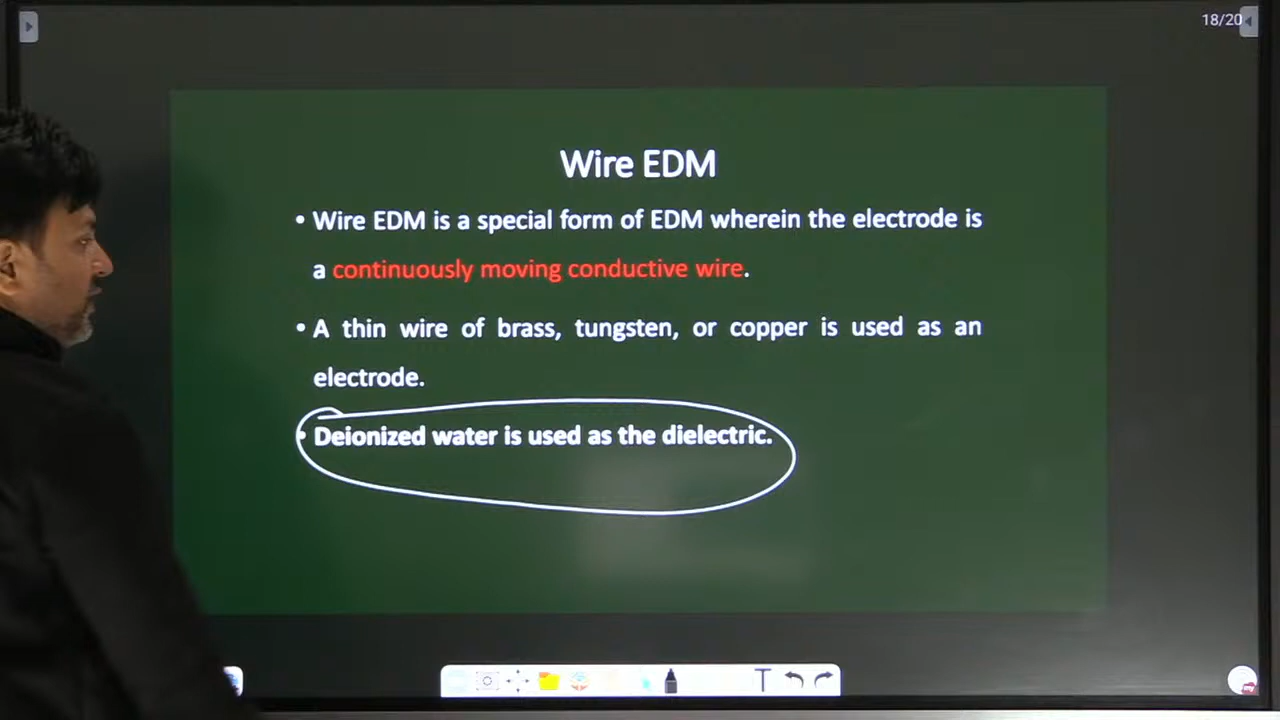 18/20
Wire EDM
• Wire EDM is a special form of EDM wherein the electrode is
a continuously moving conductive wire.
• A thin wire of brass, tungsten, or copper is used as an
electrode.
• Deionized water is used as the dielectric.
T